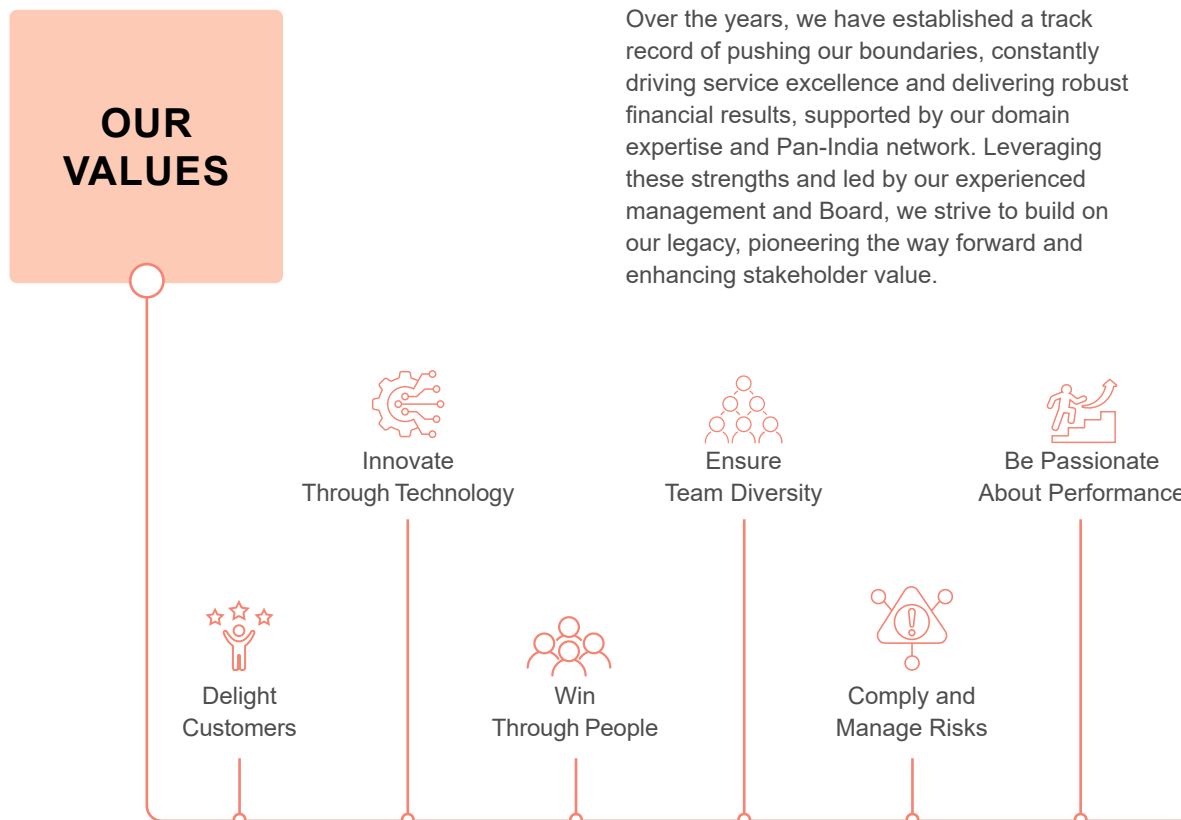 OUR
VALUES
Over the years, we have established a track
record of pushing our boundaries, constantly
driving service excellence and delivering robust
financial results, supported by our domain
expertise and Pan-India network. Leveraging
these strengths and led by our experienced
management and Board, we strive to build on
our legacy, pioneering the way forward and
enhancing stakeholder value.
Innovate
Through Technology
Ensure
Team Diversity
Be Passionate
About Performance
Delight
Customers
Win
Through People
Comply and
Manage Risks